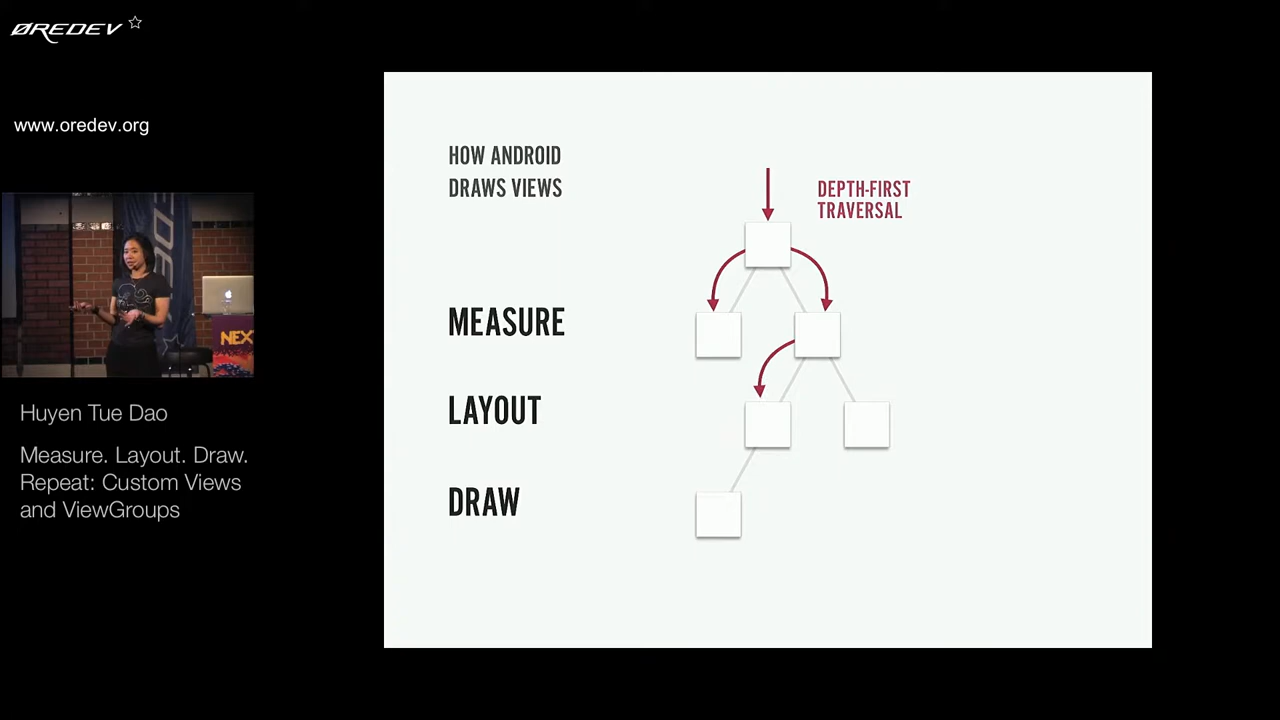 ØREDEV
www.oredev.org
NEXT
Huyen Tue Dao
Measure. Layout. Draw.
Repeat: Custom Views
and ViewGroups
HOW ANDROID
DRAWS VIEWS
DEPTH-FIRST
TRAVERSAL
MEASURE
LAYOUT
DRAW